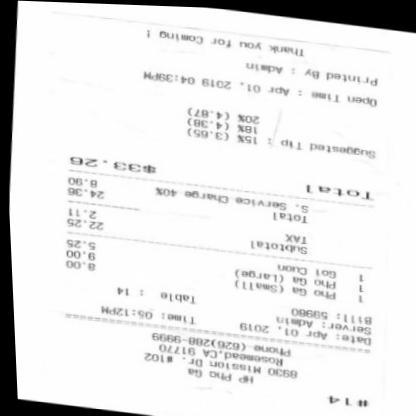 #14
HP Pho Ga
8930 Mission Dr. #102
Rosemead,CA 91770
Phone (626)288-9999
Date: Apr 01, 2019 Time: 05:12PM
Server: Admin
Bill: 59980 Table : 14
1 Pho Ga (Small) 8.00
1 Pho Ga (Large) 9.00
1 Goi Cuon 5.25
Subtotal 22.25
TAX 2.11
Total 24.36
S. Service Charge 40% 8.90
Total $33.26
Suggested Tip : 15% (3.65)
18% (4.38)
20% (4.87)
Open Time : Apr 01, 2019 04:39PM
Printed By : Admin
Thank you for Coming !